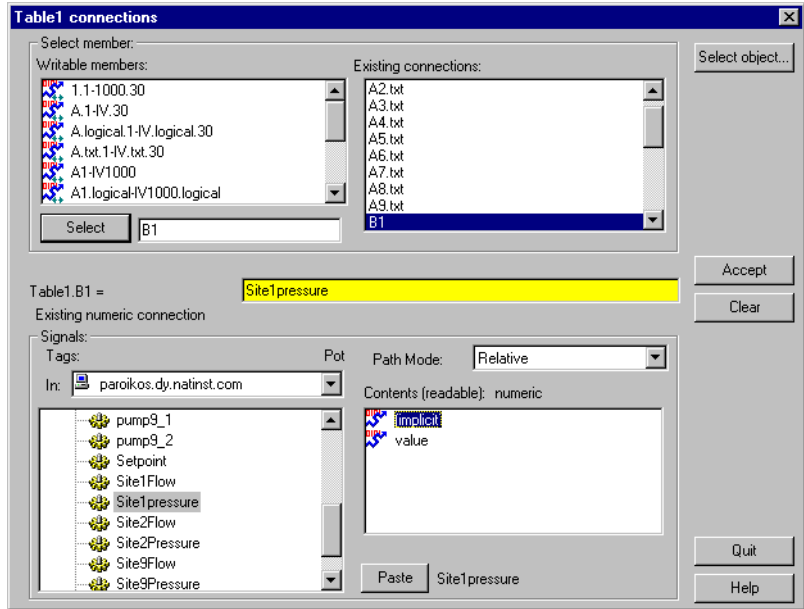 Table1 connections
Select member:
Writable members:
1.1-1000.30
A.1-IV.30
A.logical.1-IV.logical.30
A.txt.1-IV.txt.30
A1-IV1000
A1.logical-IV1000.logical
Select
B1
Existing connections:
A2.txt
A3.txt
A4.txt
A5.txt
A6.txt
A7.txt
A8.txt
A9.txt
B1
Select object...
Accept
Clear
Table1.B1 =
Site1pressure
Existing numeric connection
Signals:
Tags:
Pot
In:
paroikos.dy.natinst.com
pump9_1
pump9_2
Setpoint
Site1Flow
Site1pressure
Site2Flow
Site2Pressure
Site9Flow
Site9Pressure
Path Mode:
Relative
Contents (readable): numeric
implicit
value
Paste
Site1pressure
Quit
Help